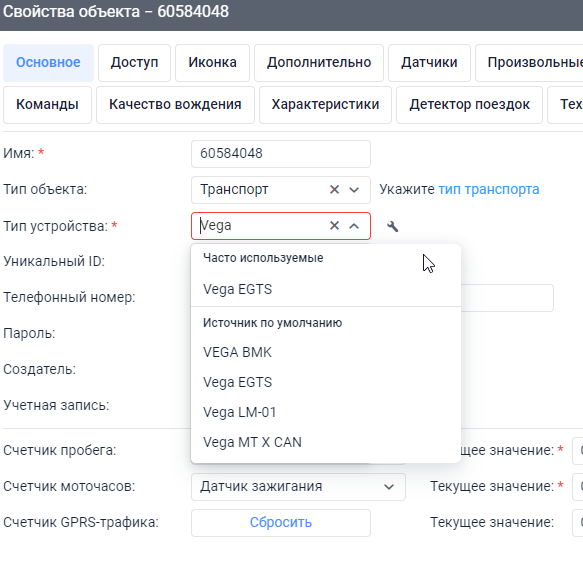 Свойства объекта – 60584048
Основное Доступ Иконка Дополнительно Датчики Произвольные
Команды Качество вождения Характеристики Детектор поездок Тех
Имя: * 60584048
Тип объекта: Транспорт Укажите тип транспорта
Тип устройства: * Vega
Уникальный ID: Часто используемые
Vega EGTS
Телефонный номер:
Источник по умолчанию
Пароль:
VEGA BMK
Создатель:
Vega EGTS
Учетная запись: Vega LM-01
Vega MT X CAN
Счетчик пробега: щее значение: *
Счетчик моточасов: Датчик зажигания Текущее значение: *
Счетчик GPRS-трафика: Сбросить Текущее значение: